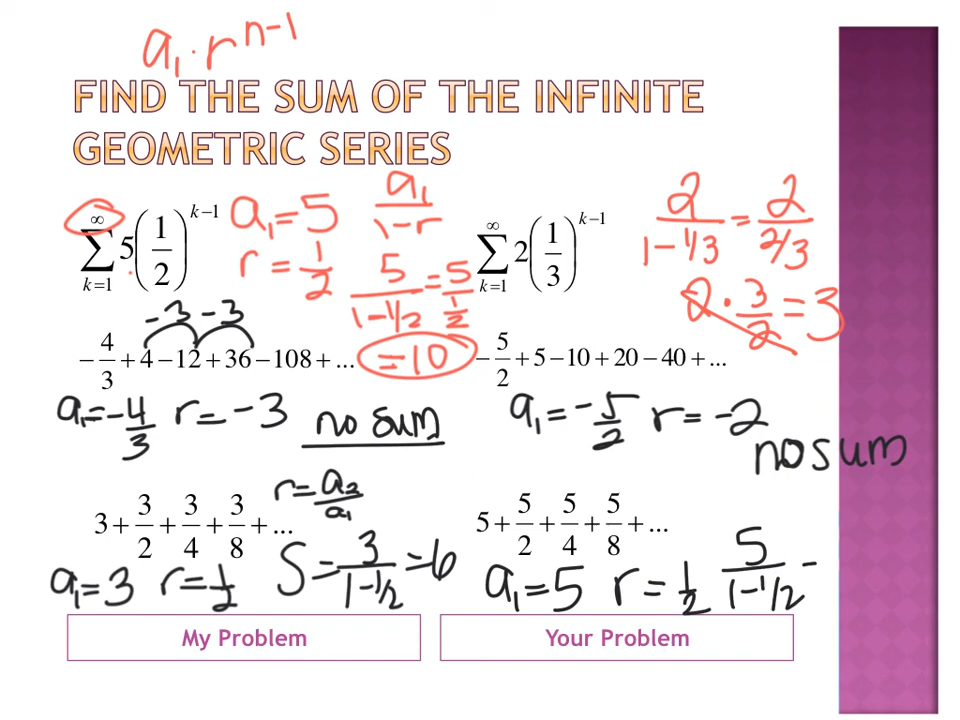 a₁ · r^(n-1)
FIND THE SUM OF THE INFINITE
GEOMETRIC SERIES
∞ Σ k=1 5(1/2)^(k-1)
a₁ = 5
r = 1/2
a₁/(1-r)
5/(1-1/2) = 5/(1/2)
= 10
∞ Σ k=1 2(1/3)^(k-1)
2/(1-1/3) = 2/(2/3)
2 · 3/2 = 3
-3 -3
-4/3 + 4 - 12 + 36 - 108 + ...
a₁ = -4/3 r = -3 no sum
-5/2 + 5 - 10 + 20 - 40 + ...
a₁ = -5/2 r = -2
no sum
r = a₂/a₁
3 + 3/2 + 3/4 + 3/8 + ...
a₁ = 3 r = 1/2 S = 3/(1-1/2) = 6
5 + 5/2 + 5/4 + 5/8 + ...
a₁ = 5 r = 1/2 5/(1-1/2) =
My Problem
Your Problem